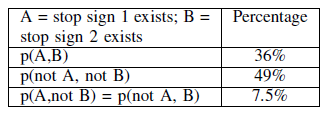 A = stop sign 1 exists; B = Percentage
stop sign 2 exists
p(A,B) 36%
p(not A, not B) 49%
p(A,not B) = p(not A, B) 7.5%